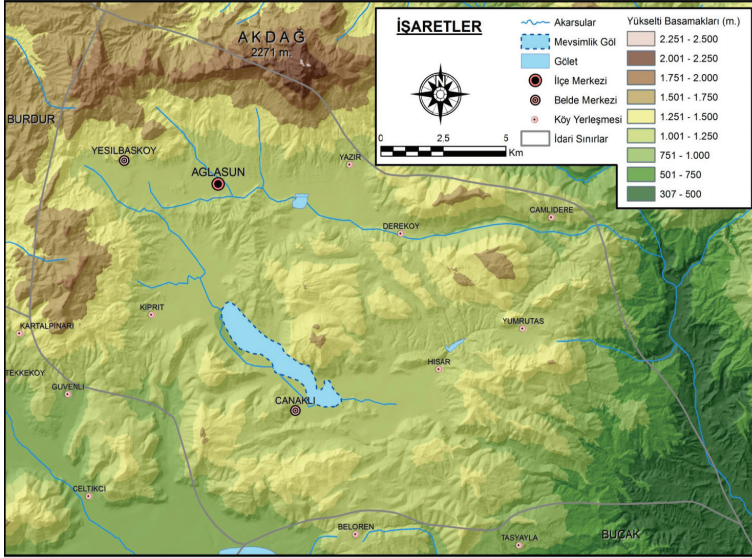 AKDAĞ
2271 m.
BURDUR
YESILBASKOY
AGLASUN
YAZIR
DEREKOY
CAMLIDERE
KIPRIT
KARTALPINARI
YUMRUTAS
TEKKEKÖY
GUVENLI
HISAR
CANAKLI
CELTIKCI
BELOREN
TASYAYLA
BUCAK
İŞARETLER
N
0 2.5 5
Km
Akarsular
Mevsimlik Göl
Gölet
İlçe Merkezi
Belde Merkezi
Köy Yerleşmesi
İdari Sınırlar
Yükselti Basamakları (m.)
2.251 - 2.500
2.001 - 2.250
1.751 - 2.000
1.501 - 1.750
1.251 - 1.500
1.001 - 1.250
751 - 1.000
501 - 750
307 - 500